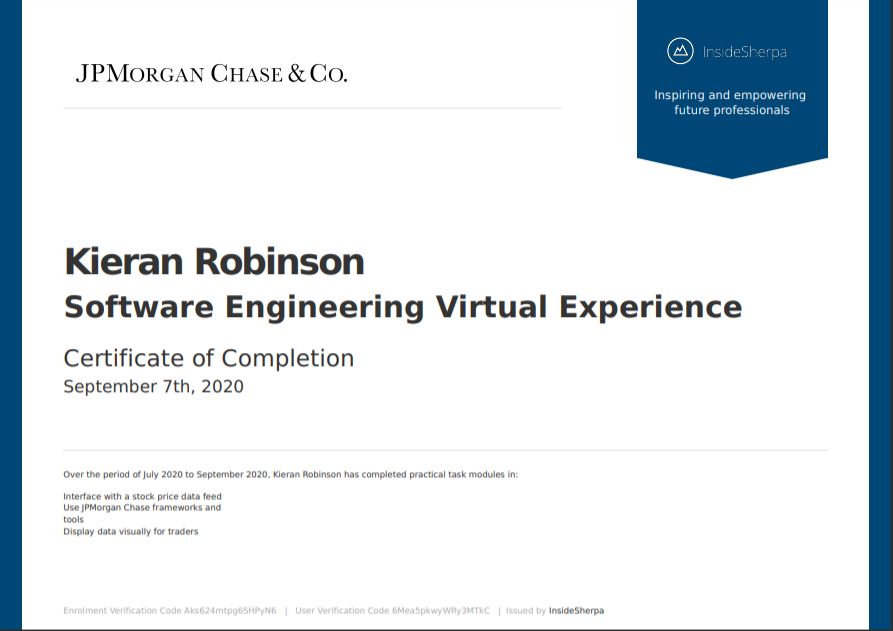 JPMORGAN CHASE & CO.
InsideSherpa
Inspiring and empowering
future professionals
Kieran Robinson
Software Engineering Virtual Experience
Certificate of Completion
September 7th, 2020
Over the period of July 2020 to September 2020, Kieran Robinson has completed practical task modules in:
Interface with a stock price data feed
Use JPMorgan Chase frameworks and
tools
Display data visually for traders
Enrolment Verification Code Aks624mtpg6SHPyN6 | User Verification Code 6Mea5pkwyWRy3MTkC | Issued by InsideSherpa